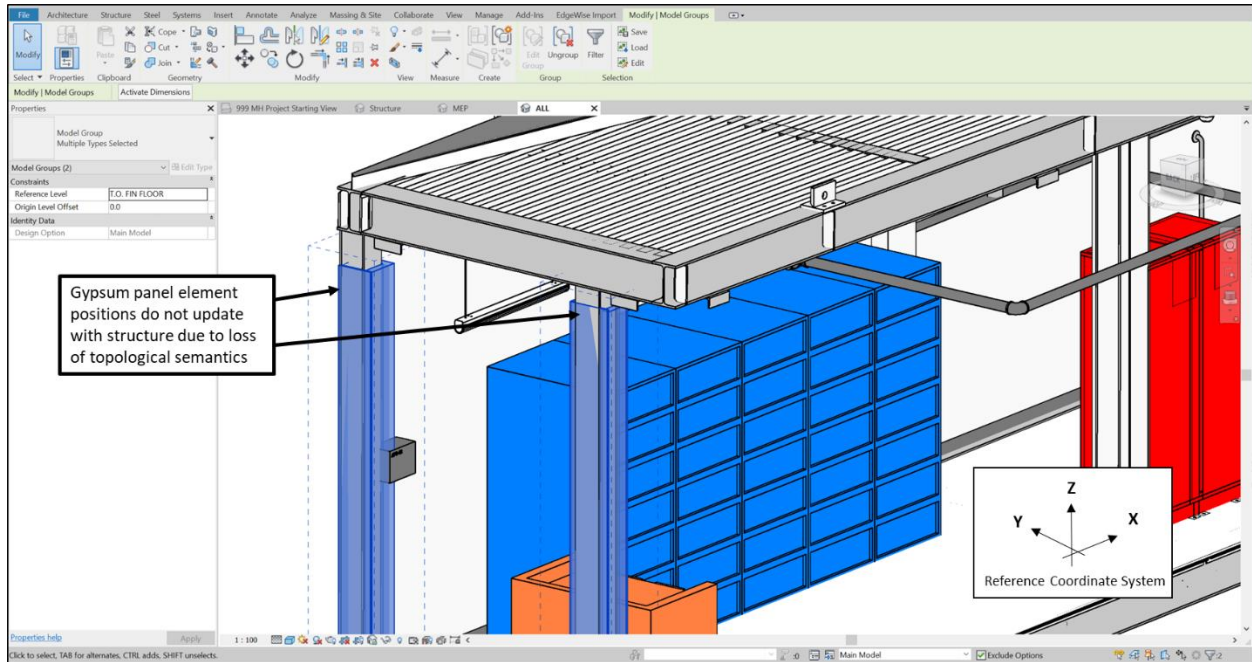 File Architecture Structure Steel Systems Insert Annotate Analyze Massing & Site Collaborate View Manage Add-Ins EdgeWise Import Modify | Model Groups
Modify Paste Cope Cut Join Edit Group Ungroup Filter Save Load Edit
Select Properties Clipboard Geometry Modify View Measure Create Group Selection
Modify | Model Groups Activate Dimensions
Properties 999 MH Project Starting View Structure MEP ALL
Model Group
Multiple Types Selected
Model Groups (2) Edit Type
Constraints
Reference Level T.O. FIN FLOOR
Origin Level Offset 0.0
Identity Data
Design Option Main Model
Gypsum panel element
positions do not update
with structure due to loss
of topological semantics
Z
Y X
Reference Coordinate System
Properties help Apply 1 : 100
Click to select, TAB for alternates, CTRL adds, SHIFT unselects. :0 Main Model Exclude Options :2